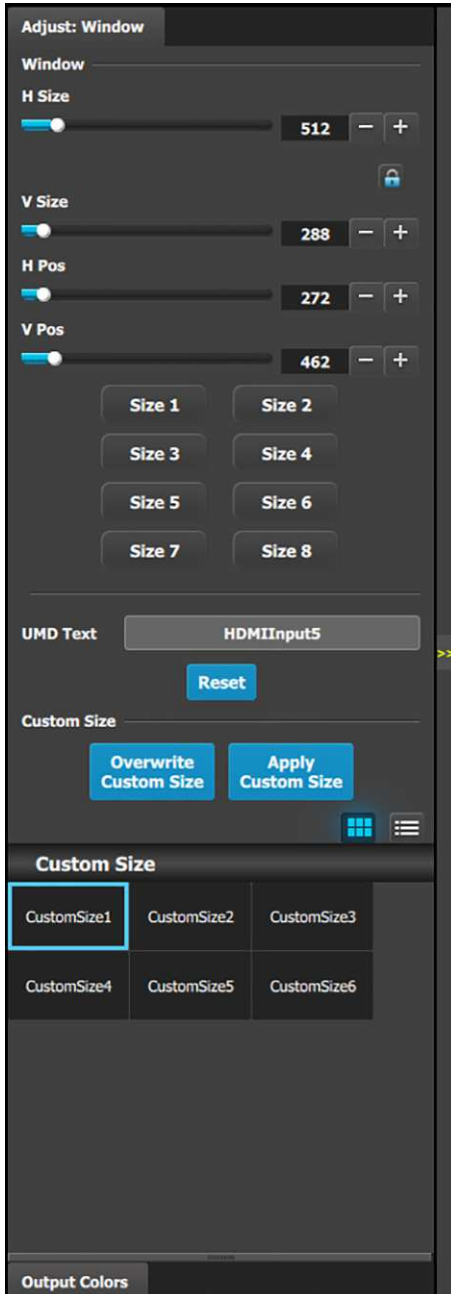 Adjust: Window
Window
H Size
512 − +
V Size
288 − +
H Pos
272 − +
V Pos
462 − +
Size 1 Size 2
Size 3 Size 4
Size 5 Size 6
Size 7 Size 8
UMD Text HDMIInput5
>>
Reset
Custom Size
Overwrite Apply
Custom Size Custom Size
Custom Size
CustomSize1 CustomSize2 CustomSize3
CustomSize4 CustomSize5 CustomSize6
Output Colors